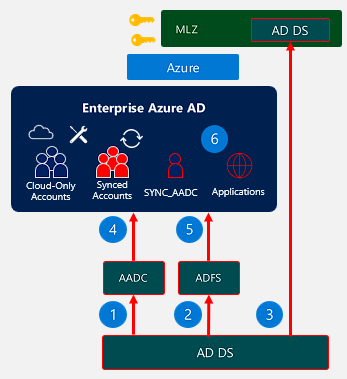 MLZ
AD DS
Azure
Enterprise Azure AD
6
Cloud-Only
Accounts
Synced
Accounts
SYNC_AADC
Applications
4
5
AADC
ADFS
1
2
3
AD DS